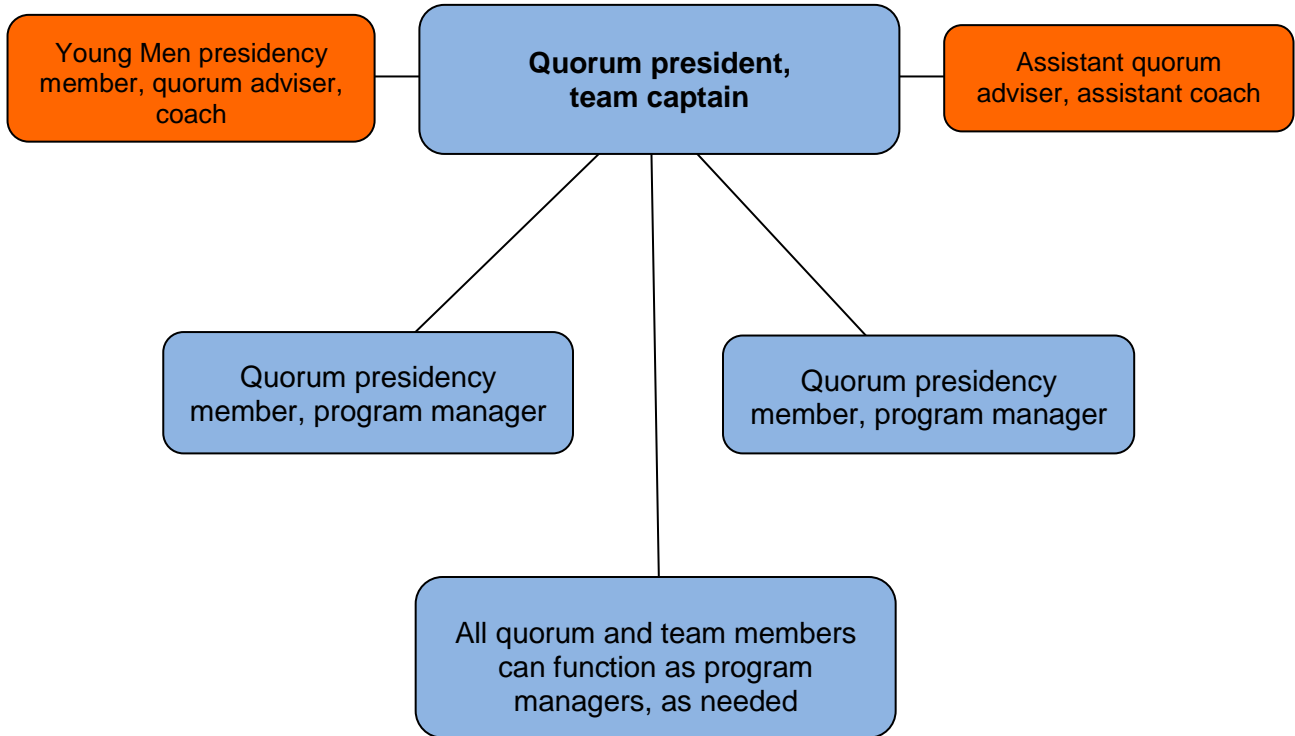 Young Men presidency
member, quorum adviser,
coach
Quorum president,
team captain
Assistant quorum
adviser, assistant coach
Quorum presidency
member, program manager
Quorum presidency
member, program manager
All quorum and team members
can function as program
managers, as needed